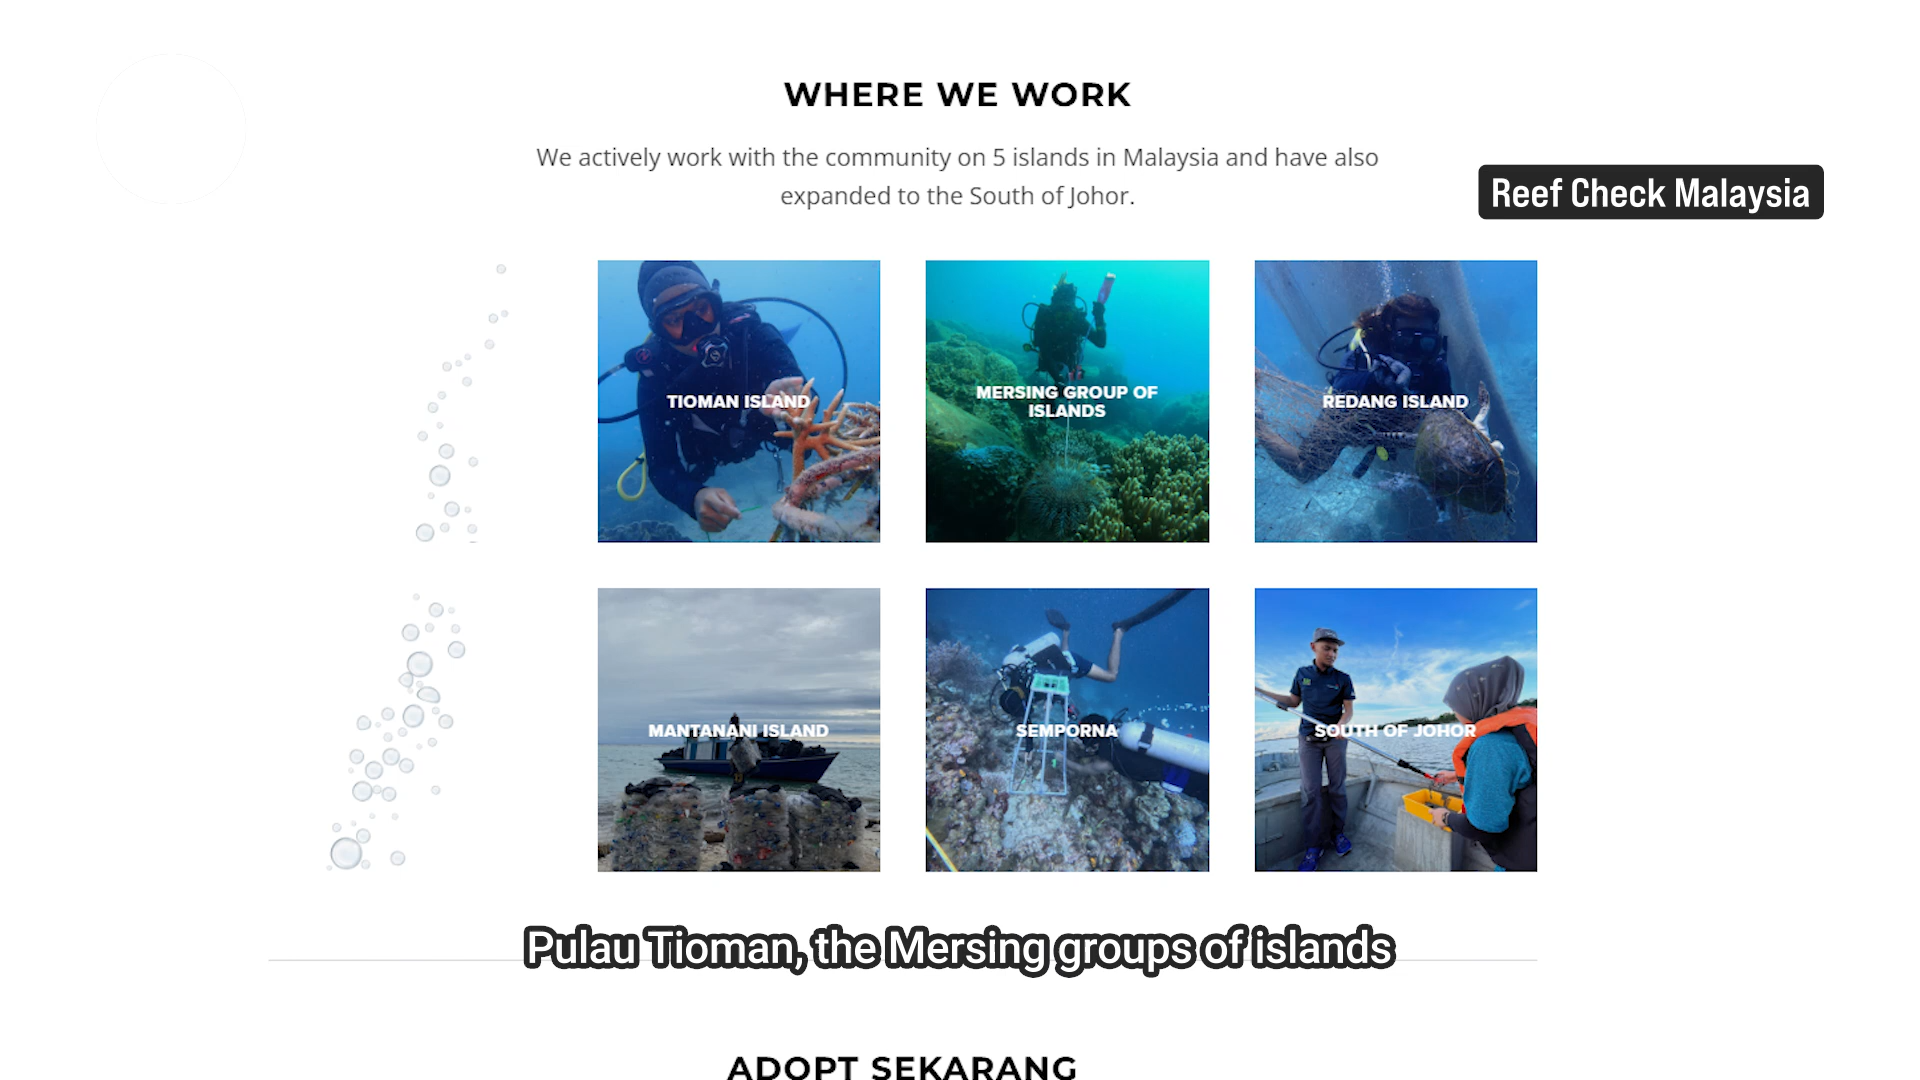 WHERE WE WORK
We actively work with the community on 5 islands in Malaysia and have also
expanded to the South of Johor.
Reef Check Malaysia
TIOMAN ISLAND
MERSING GROUP OF
ISLANDS
REDANG ISLAND
MANTANANI ISLAND
SEMPORNA
SOUTH OF JOHOR
Pulau Tioman, the Mersing groups of islands
ADOPT SEKARANG